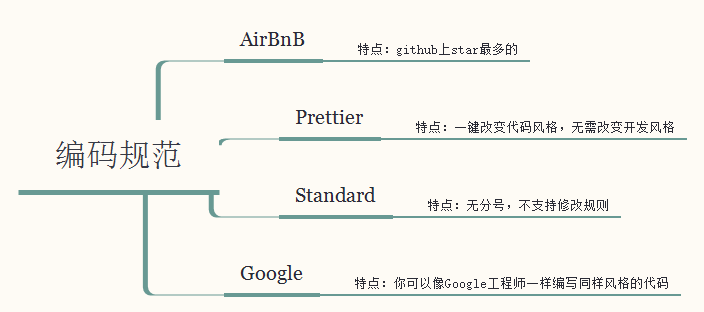 AirBnB
特点：github上star最多的
Prettier
特点：一键改变代码风格，无需改变开发风格
编码规范
Standard
特点：无分号，不支持修改规则
Google
特点：你可以像Google工程师一样编写同样风格的代码